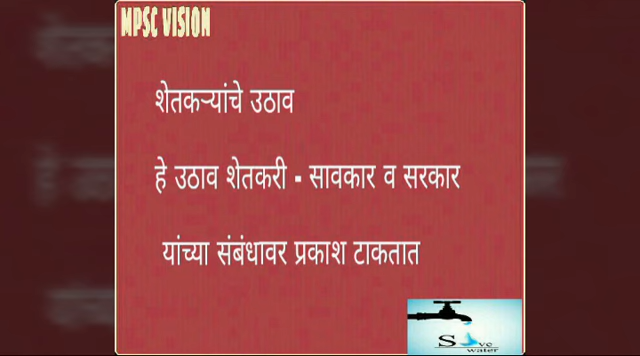 MPSC VISION
शेतकऱ्यांचे उठाव
हे उठाव शेतकरी - सावकार व सरकार
यांच्या संबंधावर प्रकाश टाकतात
Save
water